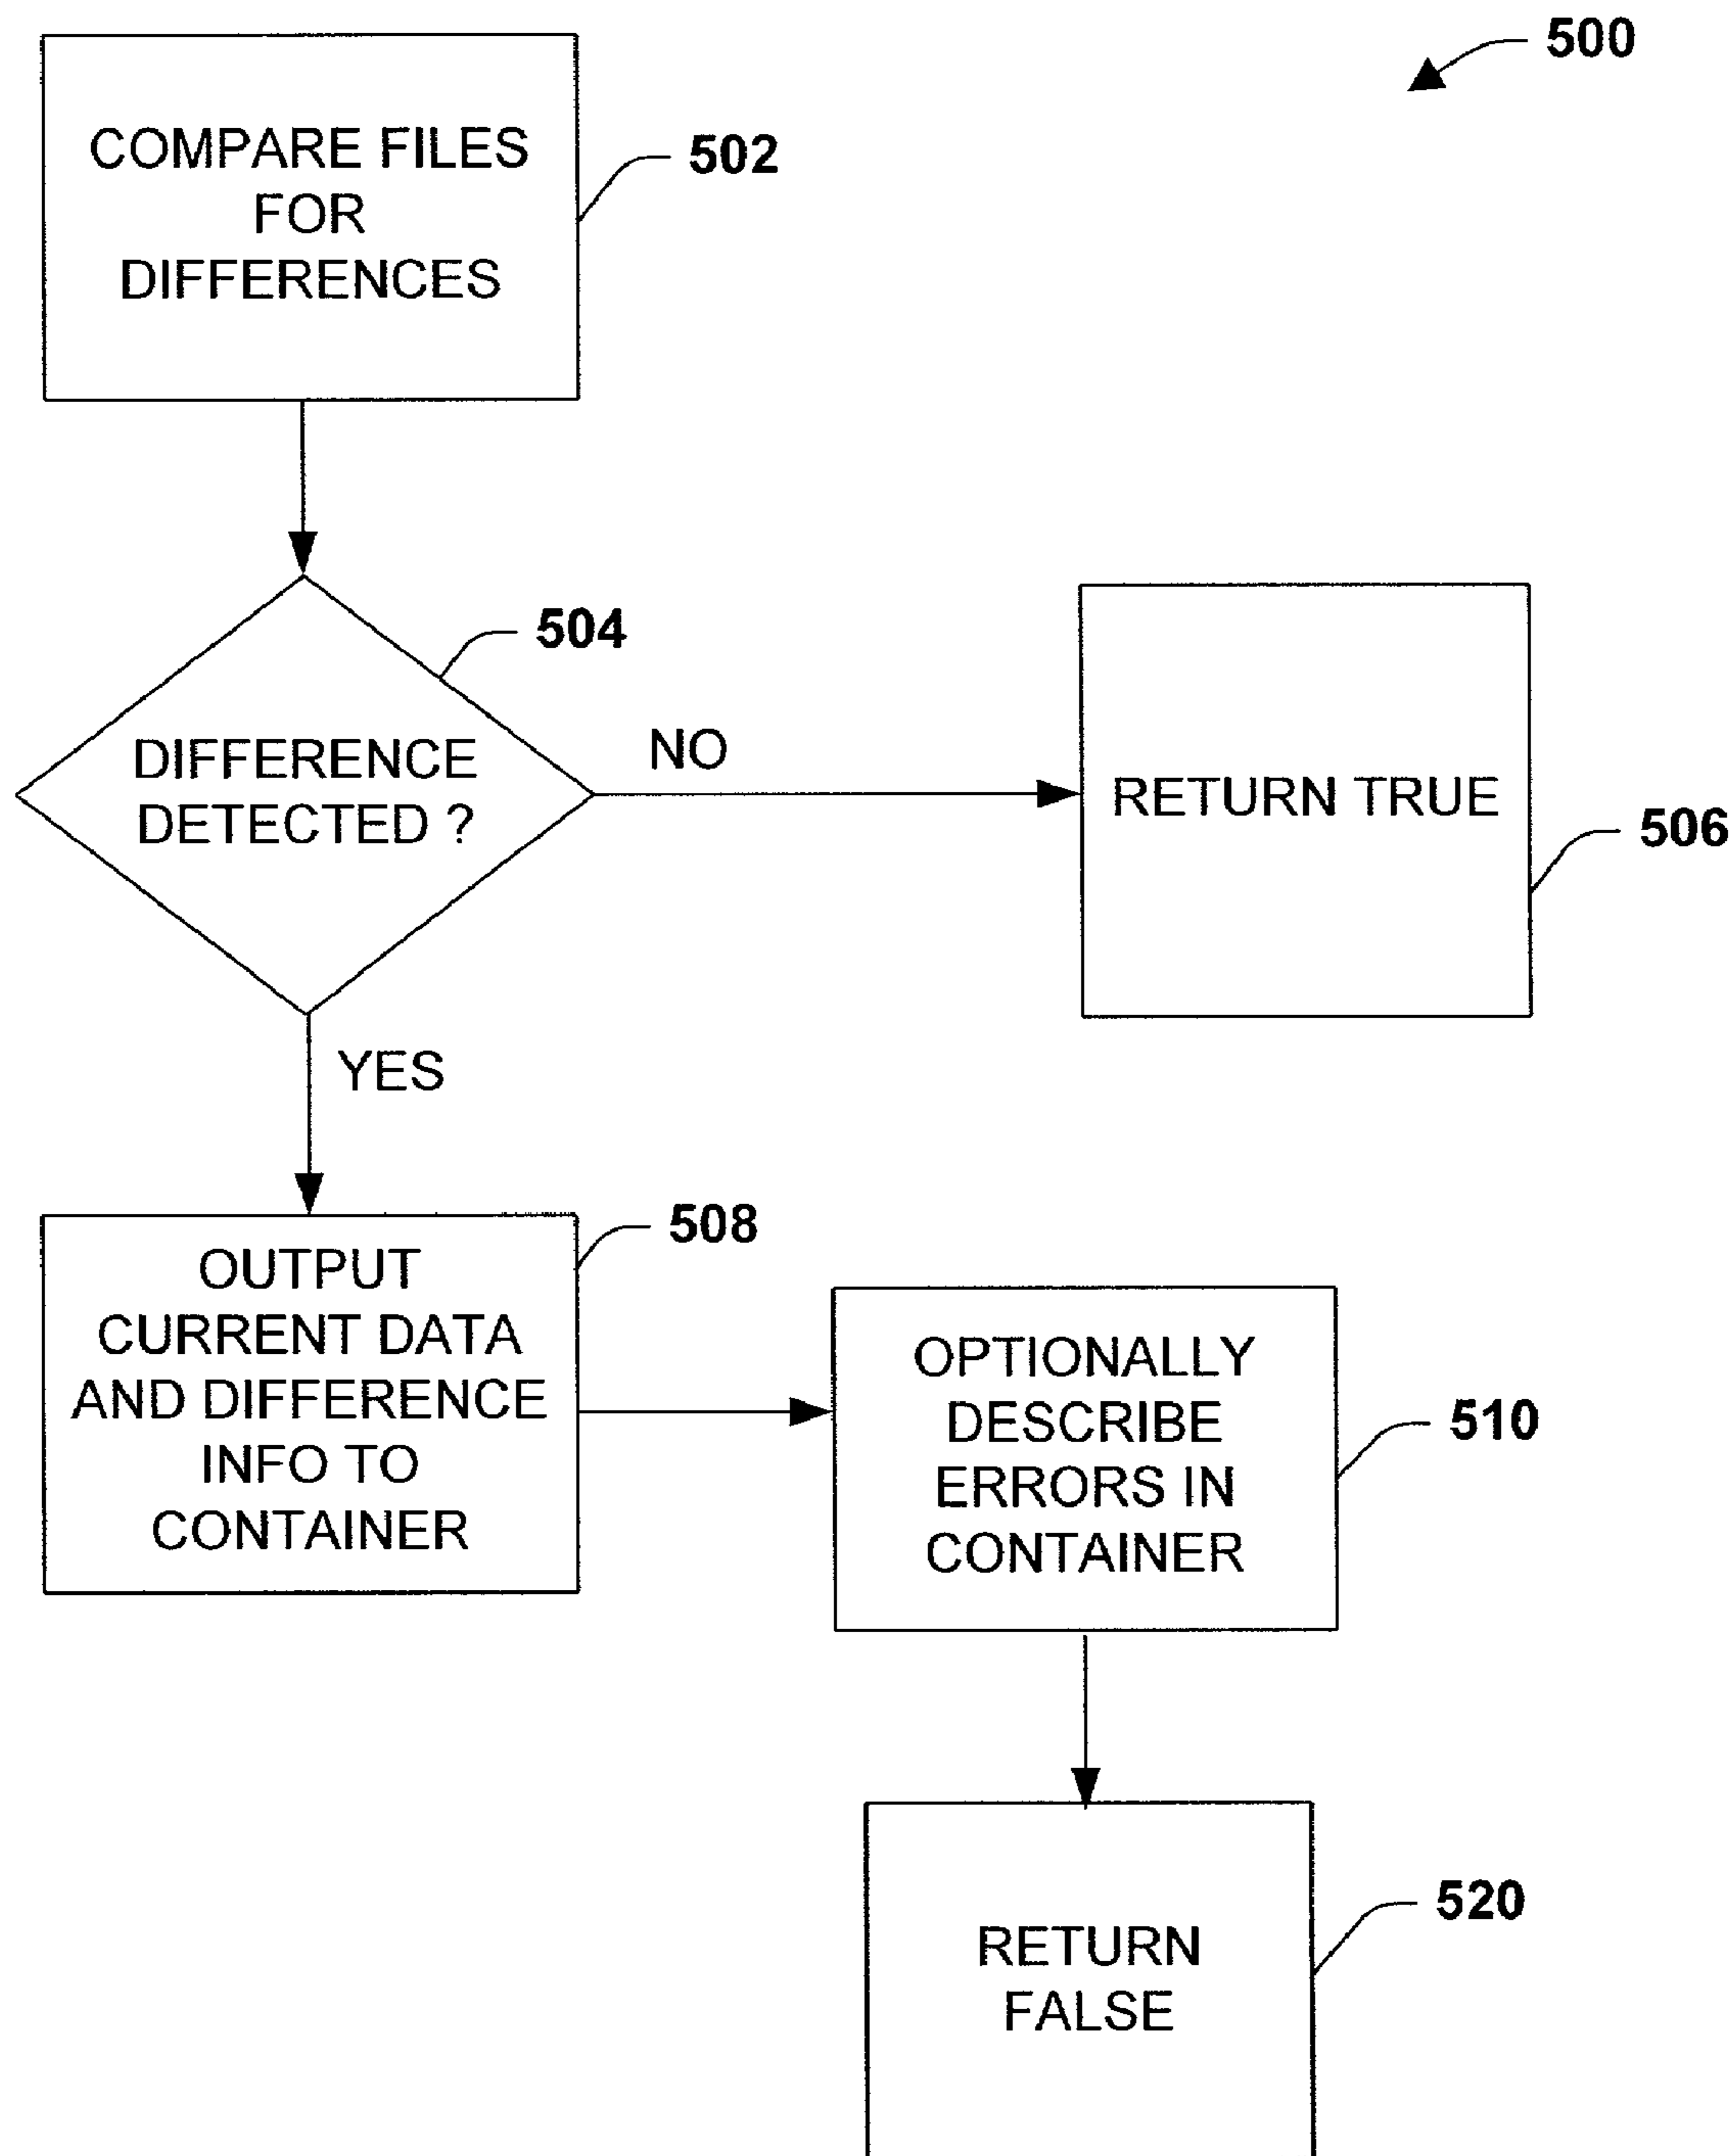 500
COMPARE FILES
FOR
DIFFERENCES
502
504
DIFFERENCE
DETECTED ?
NO
RETURN TRUE
506
YES
508
OUTPUT
CURRENT DATA
AND DIFFERENCE
INFO TO
CONTAINER
OPTIONALLY
DESCRIBE
ERRORS IN
CONTAINER
510
RETURN
FALSE
520